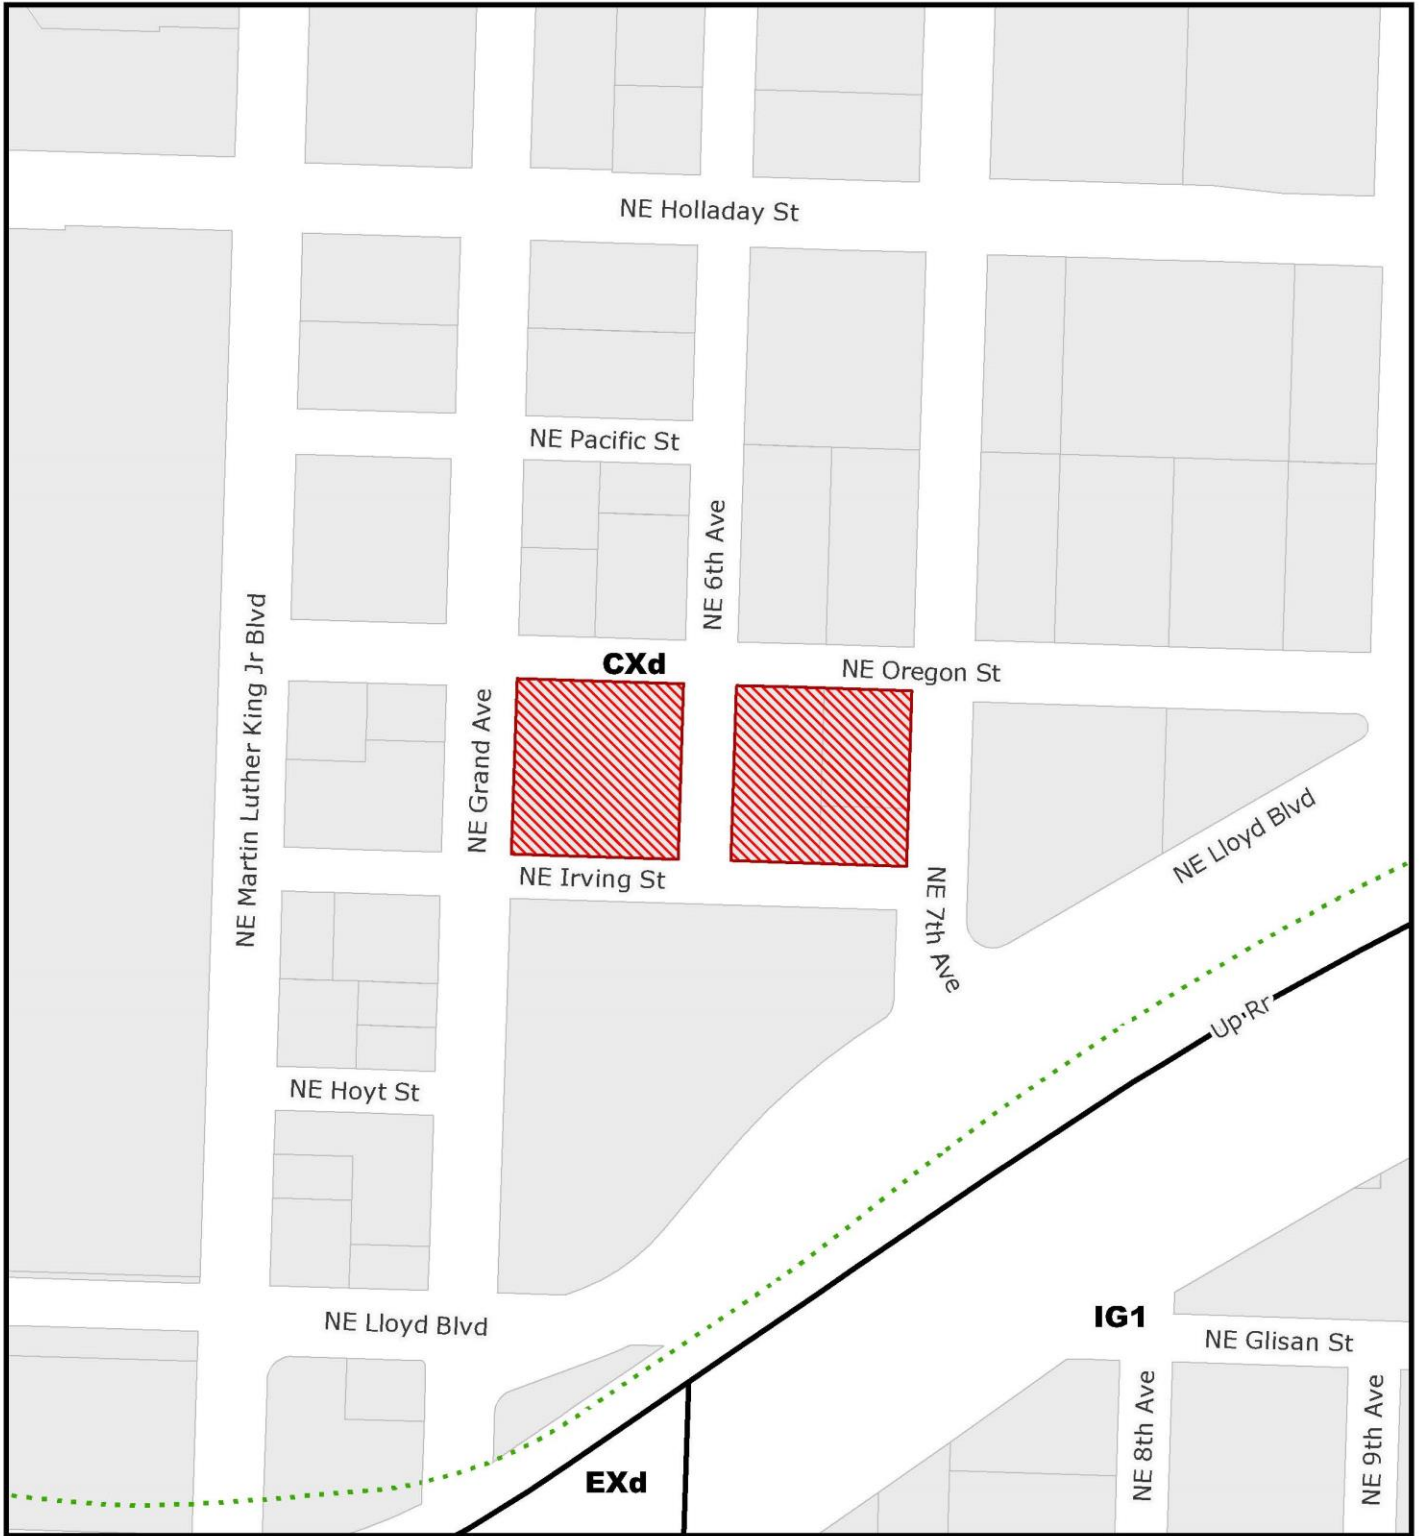 NE Holladay St
NE Pacific St
NE 6th Ave
NE Martin Luther King Jr Blvd
CXd
NE Oregon St
NE Grand Ave
NE Lloyd Blvd
NE Irving St
NE 7th Ave
Up Rr
NE Hoyt St
NE Lloyd Blvd
IG1
NE Glisan St
NE 8th Ave
NE 9th Ave
EXd